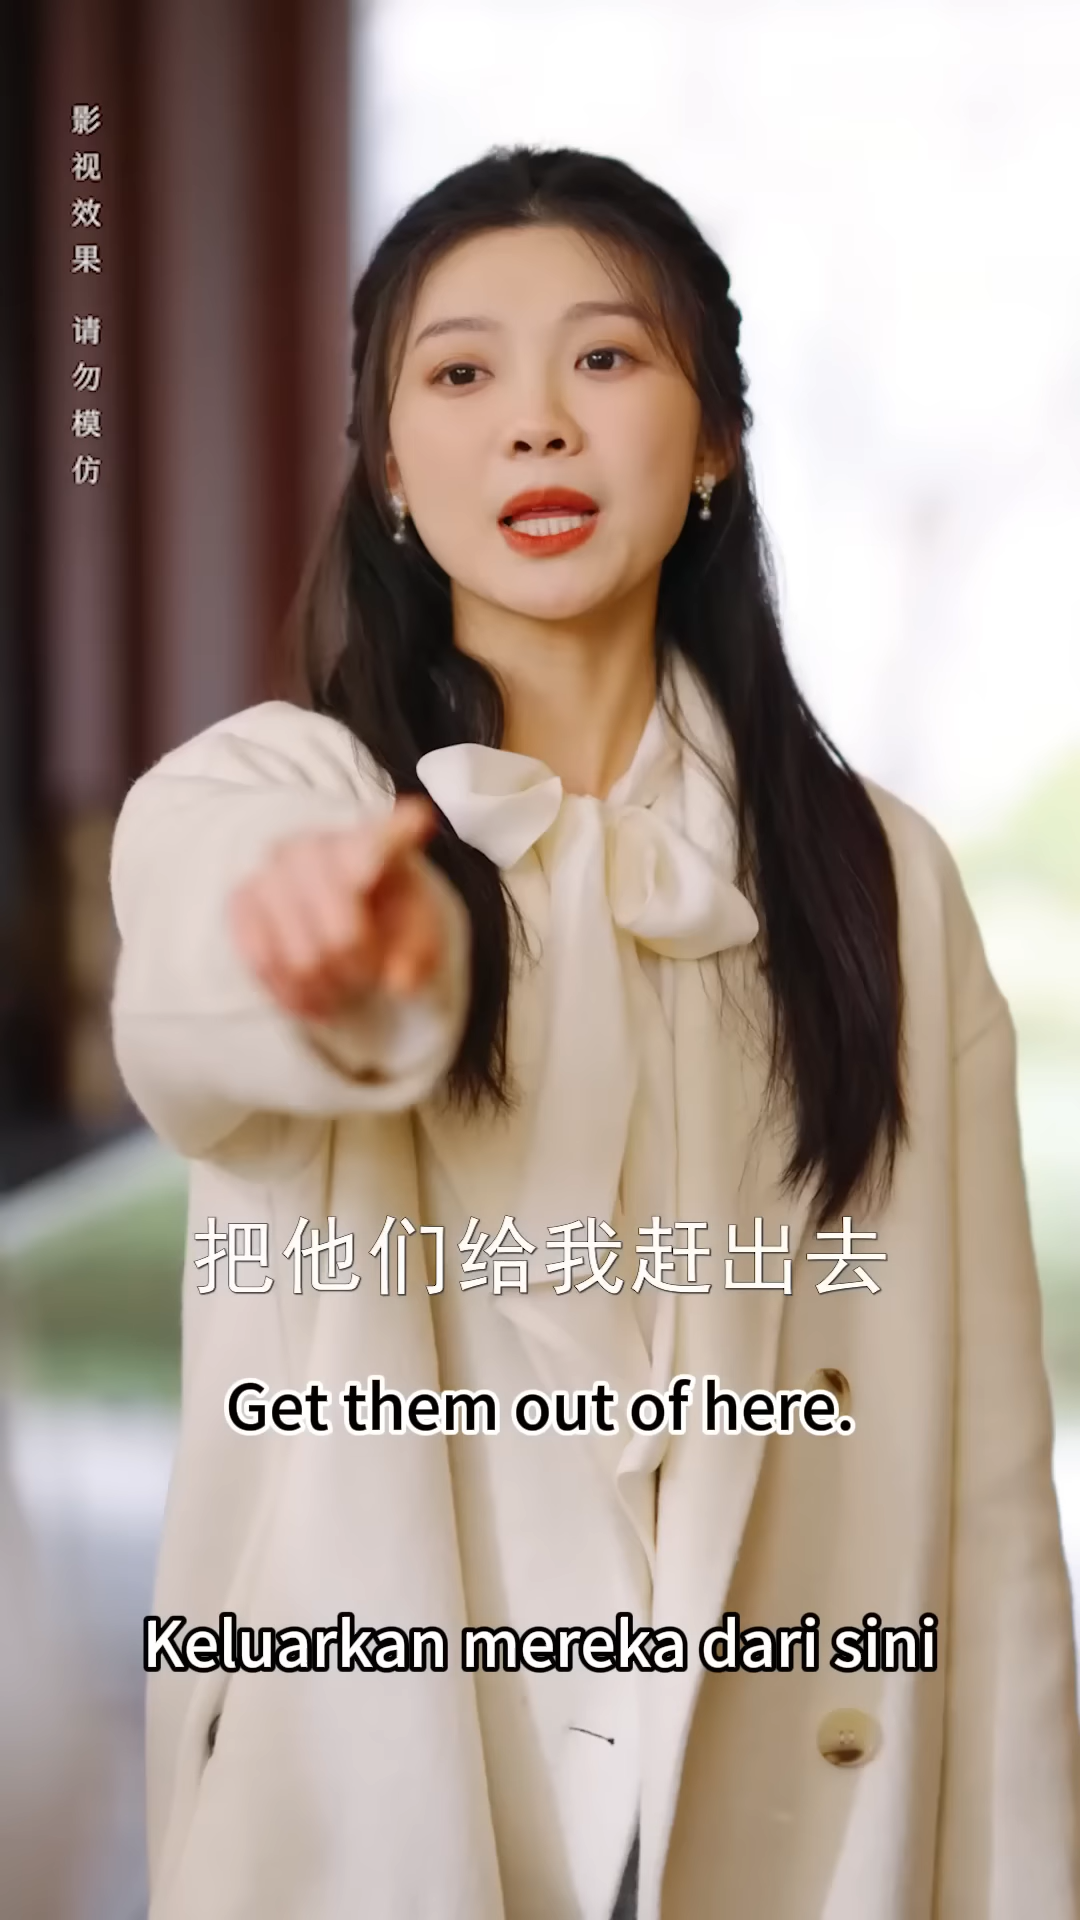 影视效果 请勿模仿
把他们给我赶出去
Get them out of here.
Keluarkan mereka dari sini